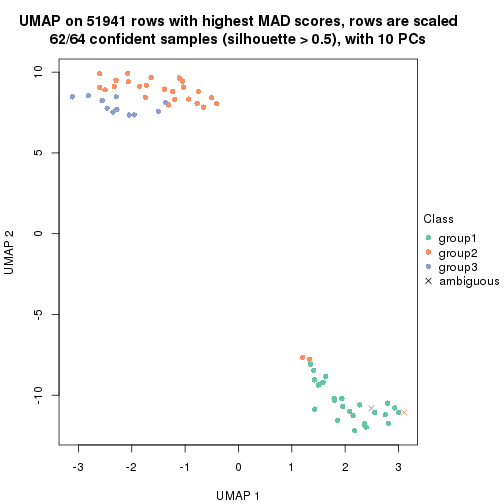 UMAP on 51941 rows with highest MAD scores, rows are scaled
62/64 confident samples (silhouette > 0.5), with 10 PCs
10
5
0
-5
-10
UMAP 2
-3
-2
-1
0
1
2
3
UMAP 1
Class
group1
group2
group3
ambiguous